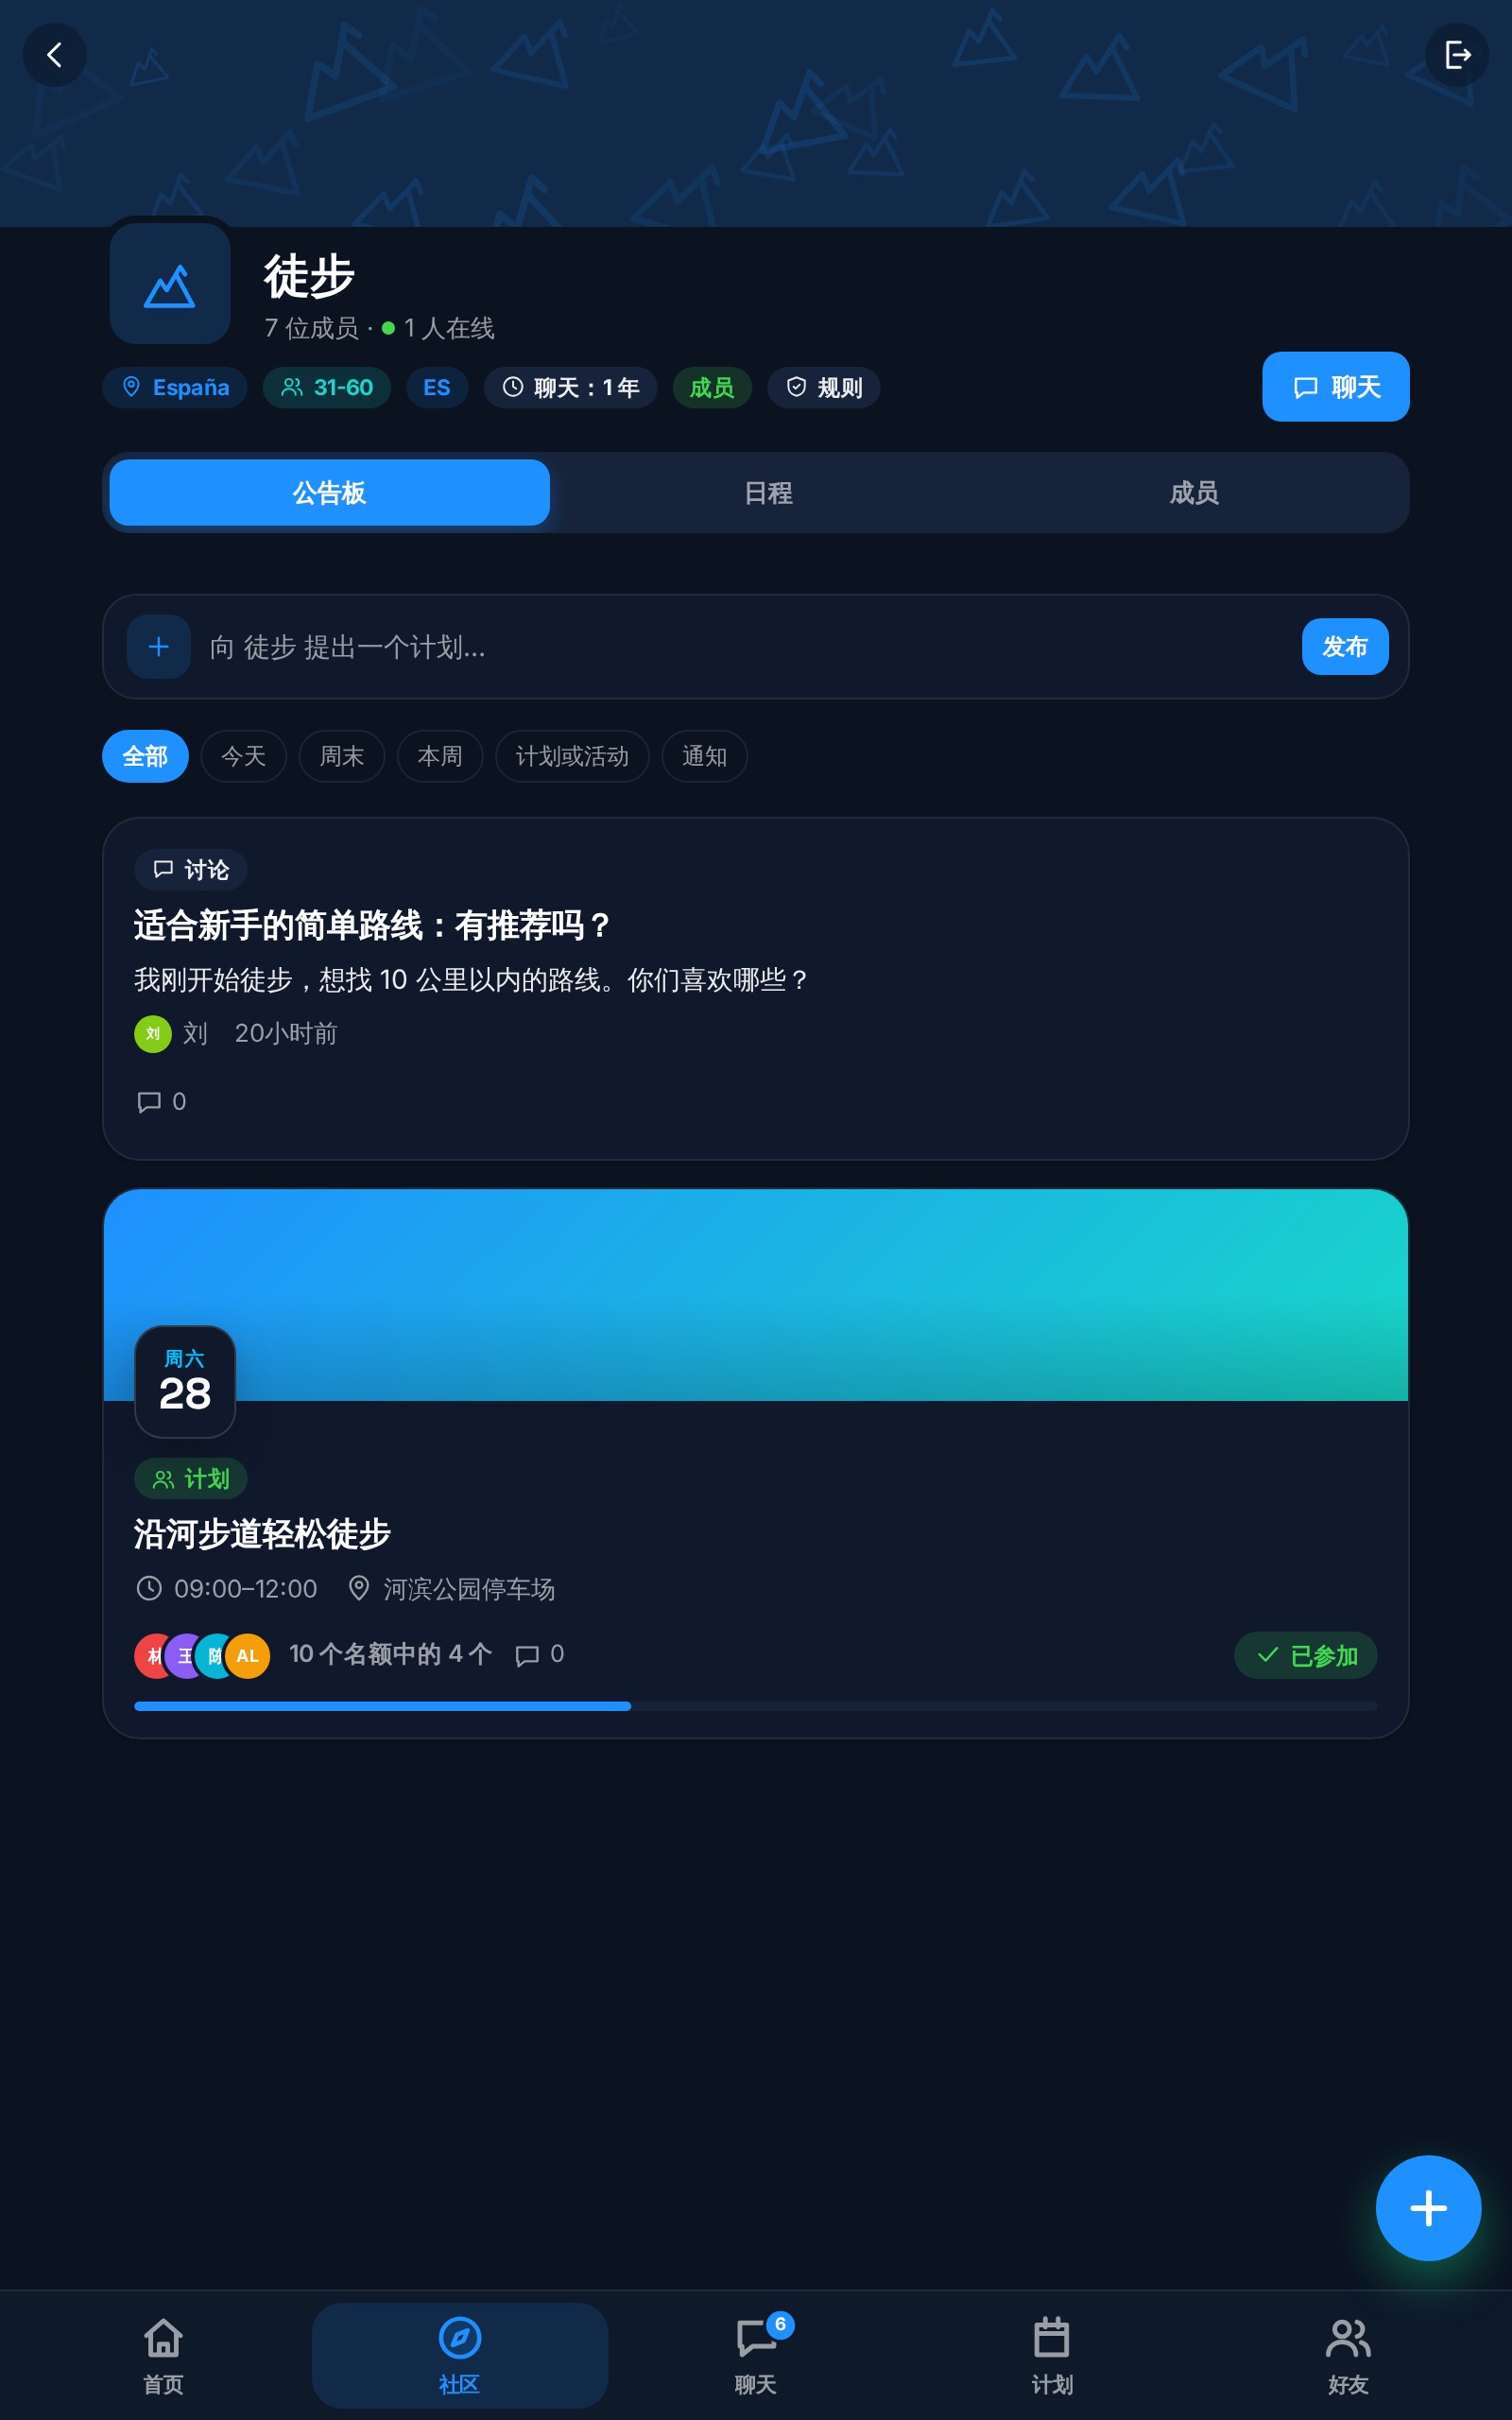 徒步
7 位成员 · 1 人在线
España 31-60 ES 聊天：1 年 成员 规则
聊天
公告板 日程 成员
向 徒步 提出一个计划...
发布
全部 今天 周末 本周 计划或活动 通知
讨论
适合新手的简单路线：有推荐吗？
我刚开始徒步，想找 10 公里以内的路线。你们喜欢哪些？
刘 刘 20小时前
0
周六
28
计划
沿河步道轻松徒步
09:00–12:00 河滨公园停车场
林 王 陈 AL 10 个名额中的 4 个 0 已参加
6
首页 社区 聊天 计划 好友